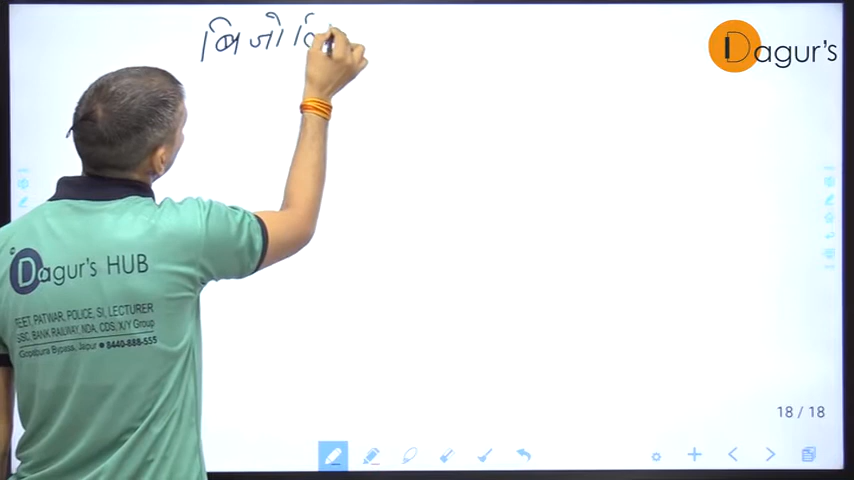 बिजौलि
Dagur's
Dagur's HUB
REET, PATWAR, POLICE, SI, LECTURER
SSC, BANK RAILWAY, NDA, CDS, X/Y Group
Gopalpura Bypass, Jaipur ● 8440-888-555
18 / 18